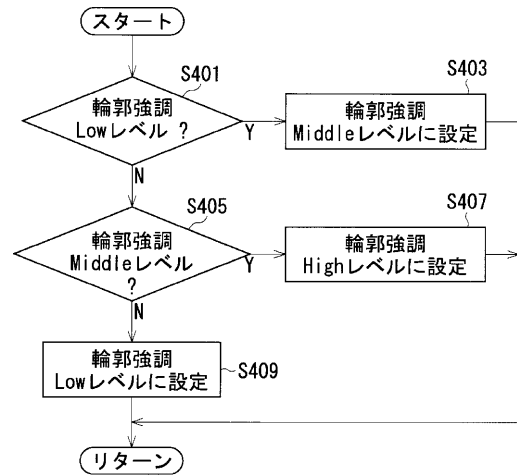 スタート
S401
輪郭強調
Lowレベル ?
Y
N
S403
輪郭強調
Middleレベルに設定
S405
輪郭強調
Middleレベル
?
Y
N
S407
輪郭強調
Highレベルに設定
輪郭強調
Lowレベルに設定
S409
リターン